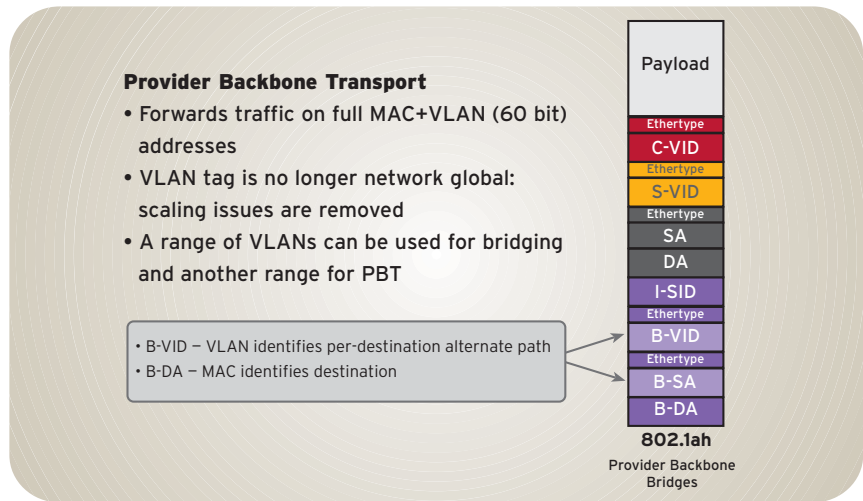 Provider Backbone Transport
• Forwards traffic on full MAC+VLAN (60 bit)
addresses
• VLAN tag is no longer network global:
scaling issues are removed
• A range of VLANs can be used for bridging
and another range for PBT
• B-VID – VLAN identifies per-destination alternate path
• B-DA – MAC identifies destination
Payload
Ethertype
C-VID
Ethertype
S-VID
Ethertype
SA
DA
I-SID
Ethertype
B-VID
Ethertype
B-SA
B-DA
802.1ah
Provider Backbone
Bridges